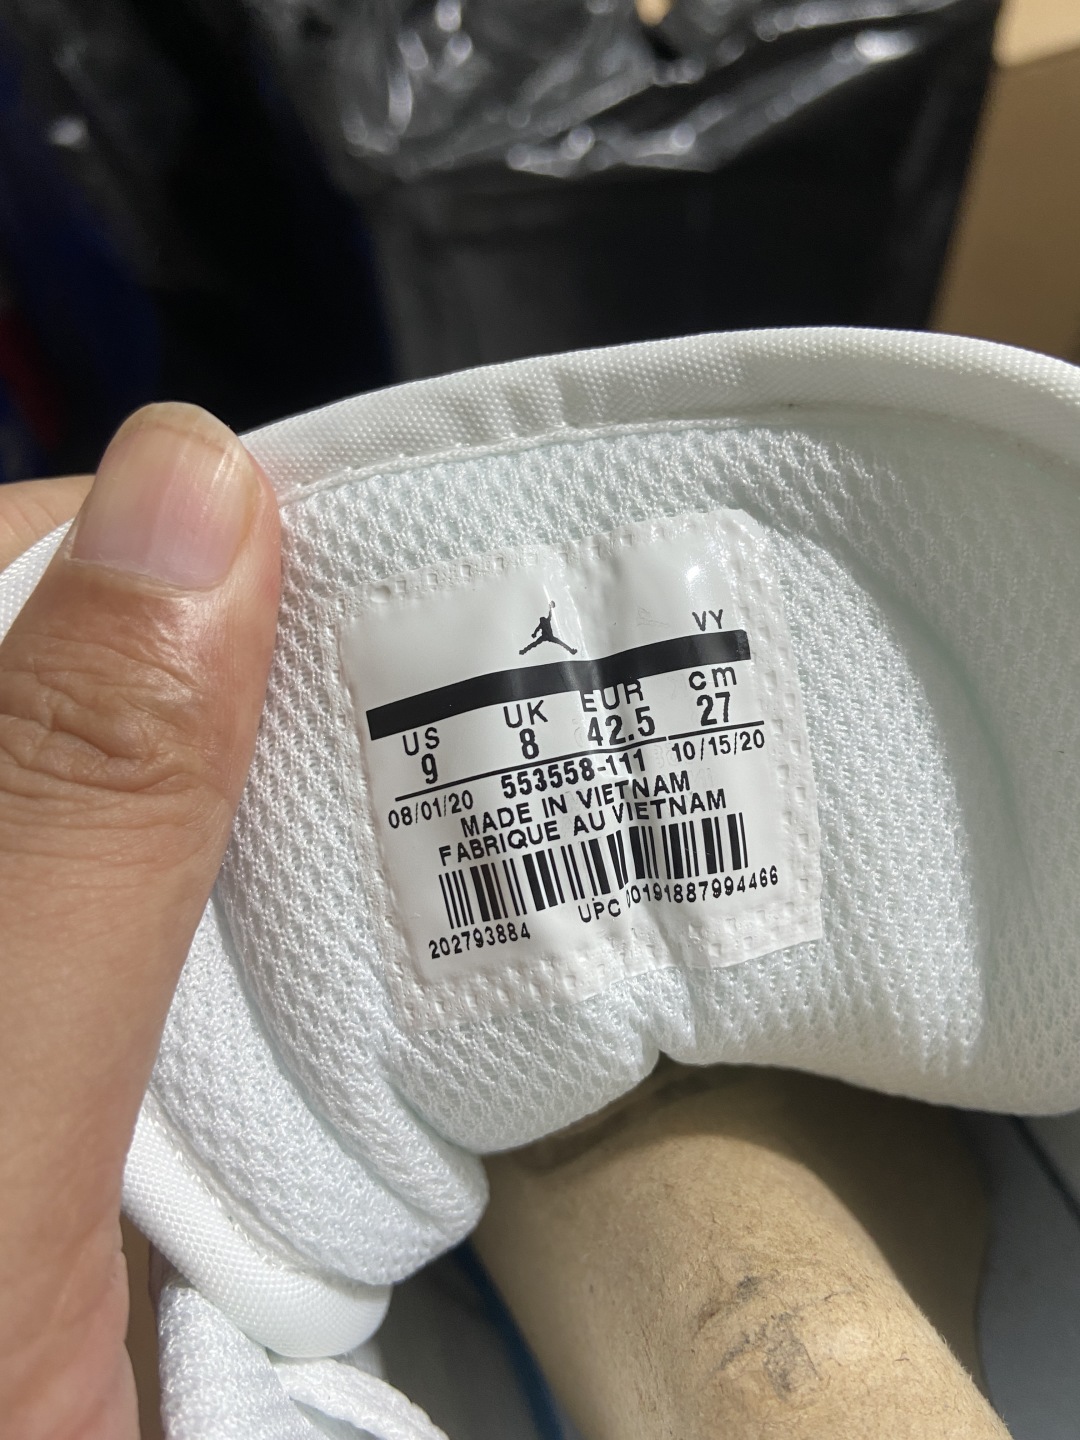 VY
US UK EUR cm
9 8 42.5 27
08/01/20 553558-111 10/15/20
MADE IN VIETNAM
FABRIQUE AU VIETNAM
202793884 UPC 00191887994466